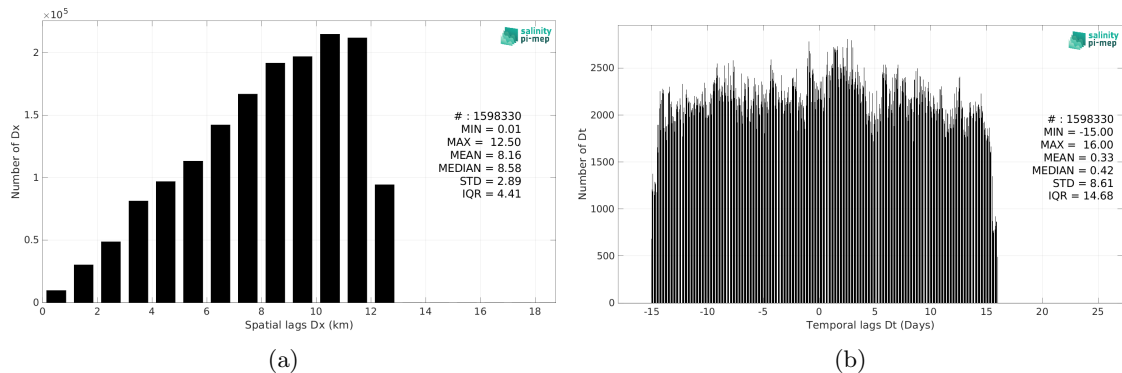 ×10^5
salinity
pi-mep
2
1.5
1
0.5
0
Number of Dx
# : 1598330
MIN = 0.01
MAX = 12.50
MEAN = 8.16
MEDIAN = 8.58
STD = 2.89
IQR = 4.41
0 2 4 6 8 10 12 14 16 18
Spatial lags Dx (km)
(a)
salinity
pi-mep
2500
2000
1500
1000
500
0
Number of Dt
# : 1598330
MIN = -15.00
MAX = 16.00
MEAN = 0.33
MEDIAN = 0.42
STD = 8.61
IQR = 14.68
-15 -10 -5 0 5 10 15 20 25
Temporal lags Dt (Days)
(b)